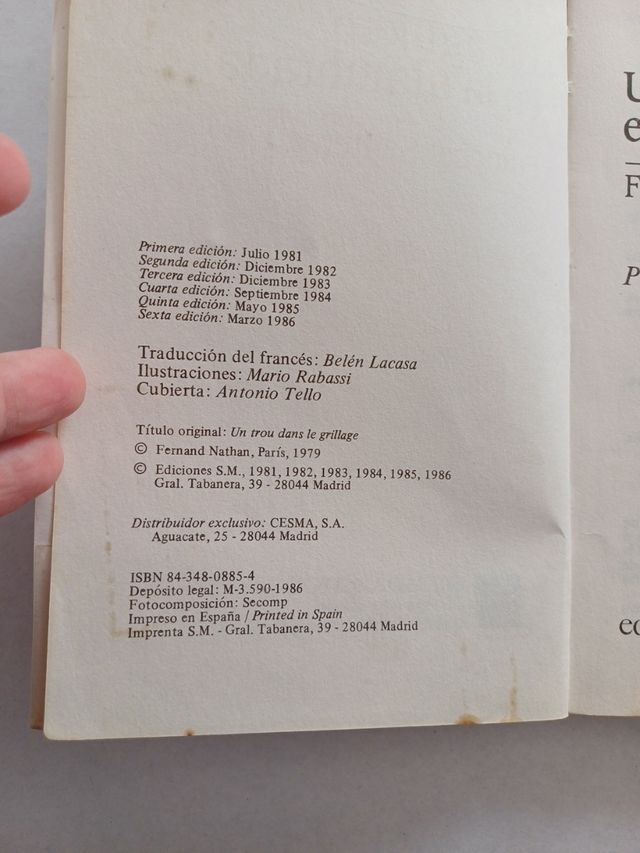 Primera edición: Julio 1981
Segunda edición: Diciembre 1982
Tercera edición: Diciembre 1983
Cuarta edición: Septiembre 1984
Quinta edición: Mayo 1985
Sexta edición: Marzo 1986
Traducción del francés: Belén Lacasa
Ilustraciones: Mario Rabassi
Cubierta: Antonio Tello
Título original: Un trou dans le grillage
© Fernand Nathan, París, 1979
© Ediciones S.M., 1981, 1982, 1983, 1984, 1985, 1986
Gral. Tabanera, 39 - 28044 Madrid
Distribuidor exclusivo: CESMA, S.A.
Aguacate, 25 - 28044 Madrid
ISBN 84-348-0885-4
Depósito legal: M-3.590-1986
Fotocomposición: Secomp
Impreso en España / Printed in Spain
Imprenta S.M. - Gral. Tabanera, 39 - 28044 Madrid